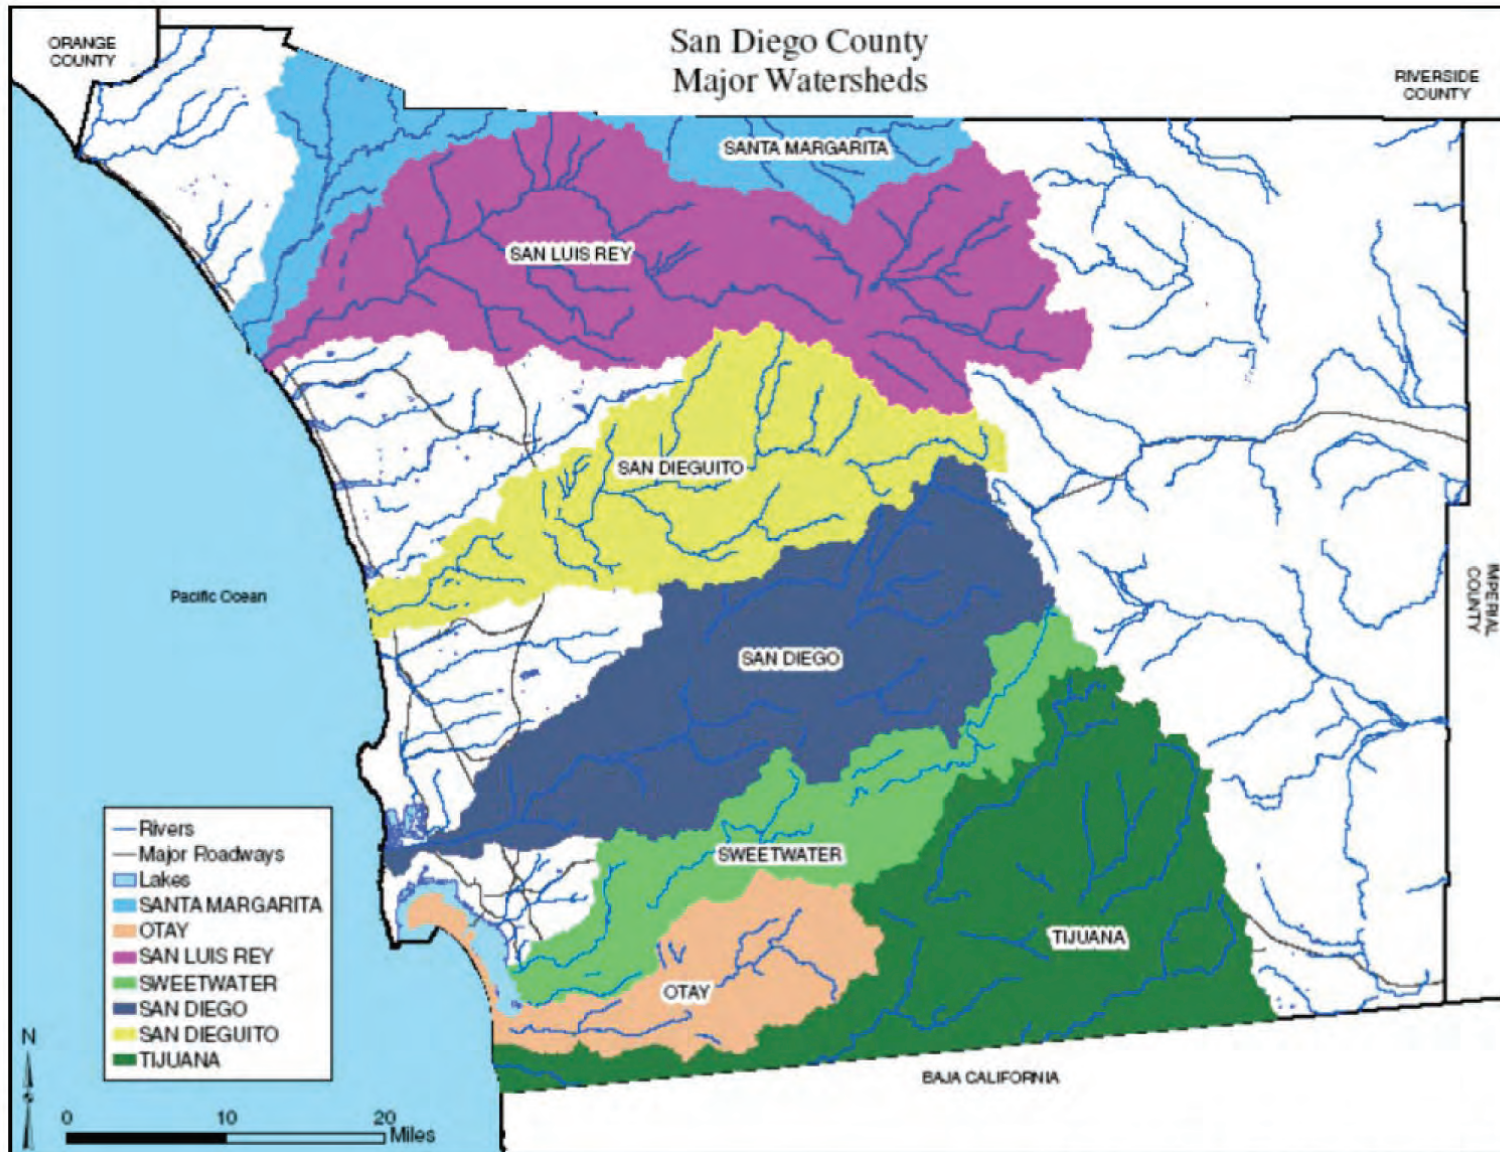 San Diego County
Major Watersheds
ORANGE
COUNTY
RIVERSIDE
COUNTY
SANTA MARGARITA
SAN LUIS REY
SAN DIEGUITO
Pacific Ocean
IMPERIAL
COUNTY
SAN DIEGO
SWEETWATER
TIJUANA
OTAY
BAJA CALIFORNIA
Rivers
Major Roadways
Lakes
SANTA MARGARITA
OTAY
SAN LUIS REY
SWEETWATER
SAN DIEGO
SAN DIEGUITO
TIJUANA
N
S
0 10 20
Miles